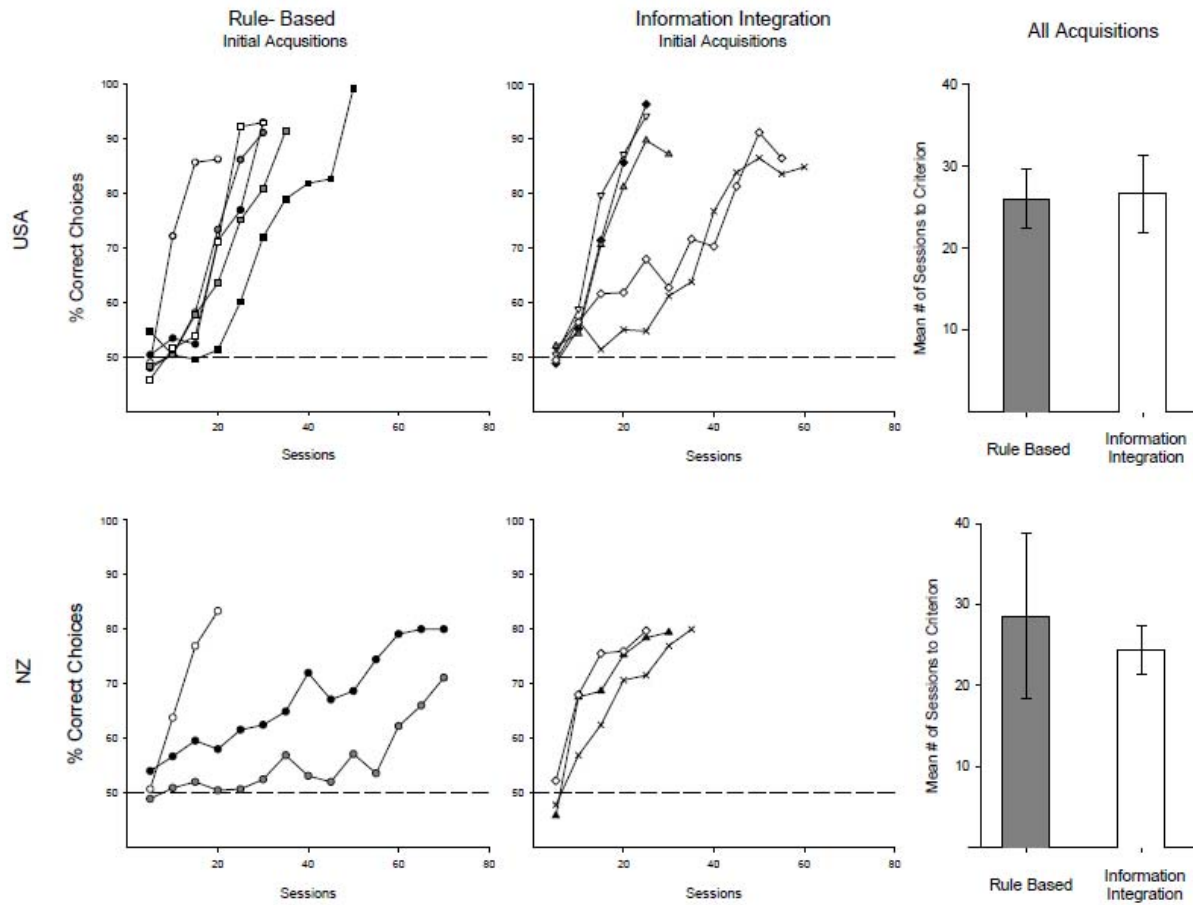 Rule- Based
Initial Acqusitions
Information Integration
Initial Acqusitions
All Acquisitions
USA
% Correct Choices
100
90
80
70
60
50
20
40
60
80
Sessions
100
90
80
70
60
50
20
40
60
80
Sessions
Mean # of Sessions to Criterion
40
30
20
10
Rule Based
Information
Integration
NZ
% Correct Choices
100
90
80
70
60
50
20
40
60
80
Sessions
100
90
80
70
60
50
20
40
60
80
Sessions
Mean # of Sessions to Criterion
40
30
20
10
Rule Based
Information
Integration